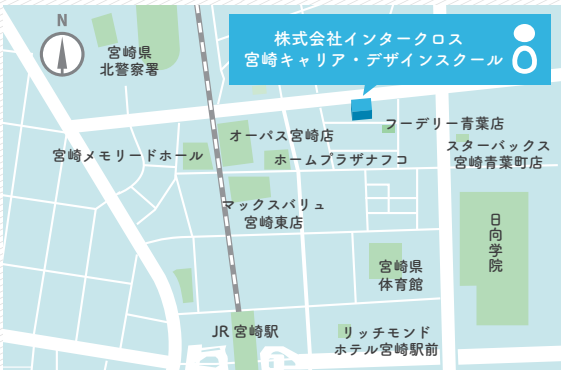 N
宮崎県
北警察署
株式会社インタークロス
宮崎キャリア・デザインスクール
フーデリー青葉店
オーパス宮崎店
スターバックス
宮崎青葉町店
宮崎メモリードホール
ホームプラザナフコ
マックスバリュ
宮崎東店
日向学院
宮崎県
体育館
JR 宮崎駅
リッチモンド
ホテル宮崎駅前